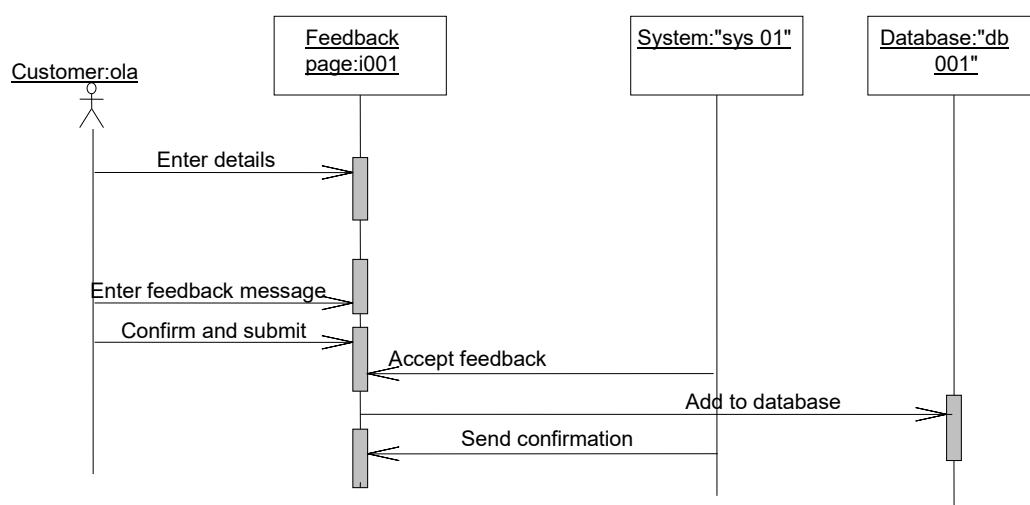 Feedback
page:i001
System:"sys 01"
Database:"db
001"
Customer:ola
Enter details
Enter feedback message
Confirm and submit
Accept feedback
Add to database
Send confirmation